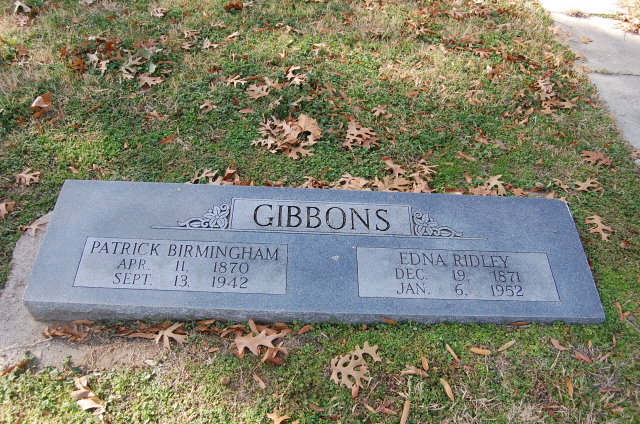 GIBBONS
PATRICK BIRMINGHAM
APR. 11. 1870
SEPT. 13. 1942
EDNA RIDLEY
DEC. 19. 1871
JAN. 6. 1952